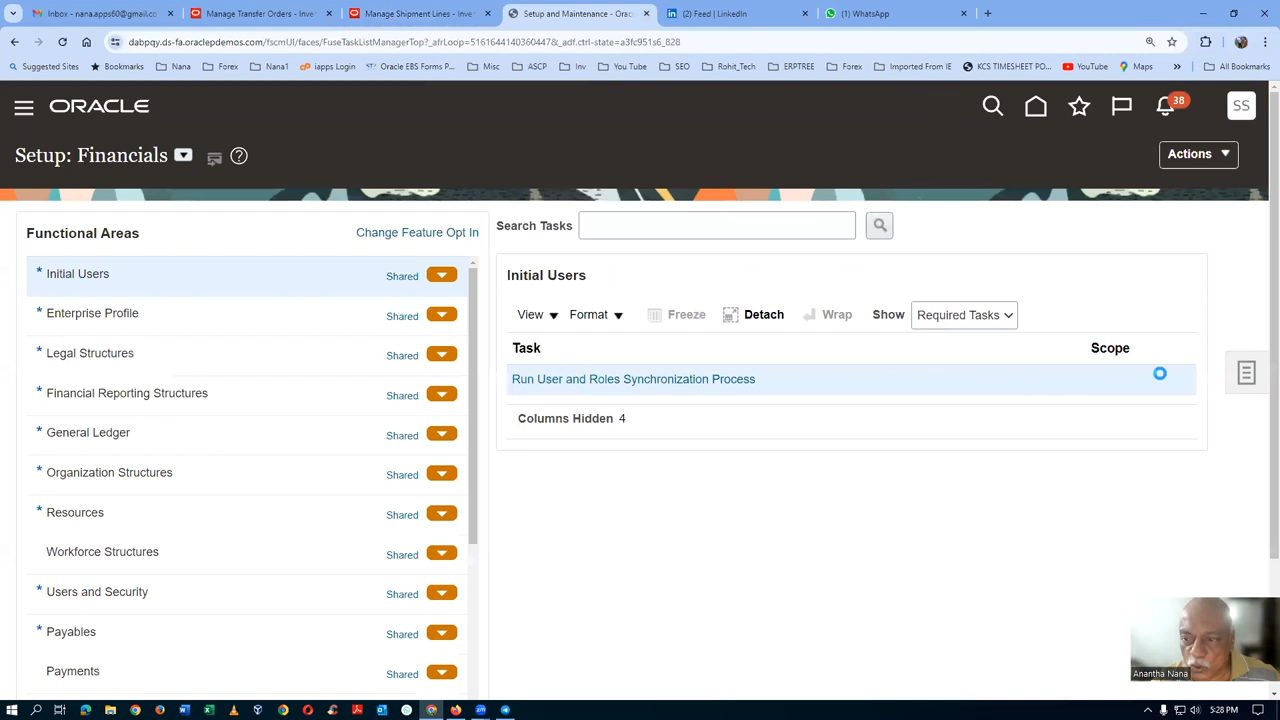 Inbox - nana.apps60@gmail.co
Manage Transfer Orders - Inve
Manage Shipment Lines - Inve
Setup and Maintenance - Orac
(2) Feed | LinkedIn
(1) WhatsApp
dabpqy.ds-fa.oraclepdemos.com/fscmUI/faces/FuseTaskListManagerTop?_afrLoop=5161644140360447&_adf.ctrl-state=a3fc951s6_828
Suggested Sites
Bookmarks
Nana
Forex
Nana1
iapps Login
Oracle EBS Forms P...
Misc
ASCP
Inv
You Tube
SEO
Rohit_Tech
ERPTREE
Forex
Imported From IE
KCS TIMESHEET PO...
YouTube
Maps
All Bookmarks
ORACLE
38
SS
Setup: Financials
Actions
Functional Areas
Change Feature Opt In
* Initial Users Shared
* Enterprise Profile Shared
* Legal Structures Shared
* Financial Reporting Structures Shared
* General Ledger Shared
* Organization Structures Shared
* Resources Shared
Workforce Structures Shared
* Users and Security Shared
* Payables Shared
Payments Shared
Search Tasks
Initial Users
View Format Freeze Detach Wrap Show Required Tasks
Task Scope
Run User and Roles Synchronization Process
Columns Hidden 4
Anantha Nana
5:28 PM